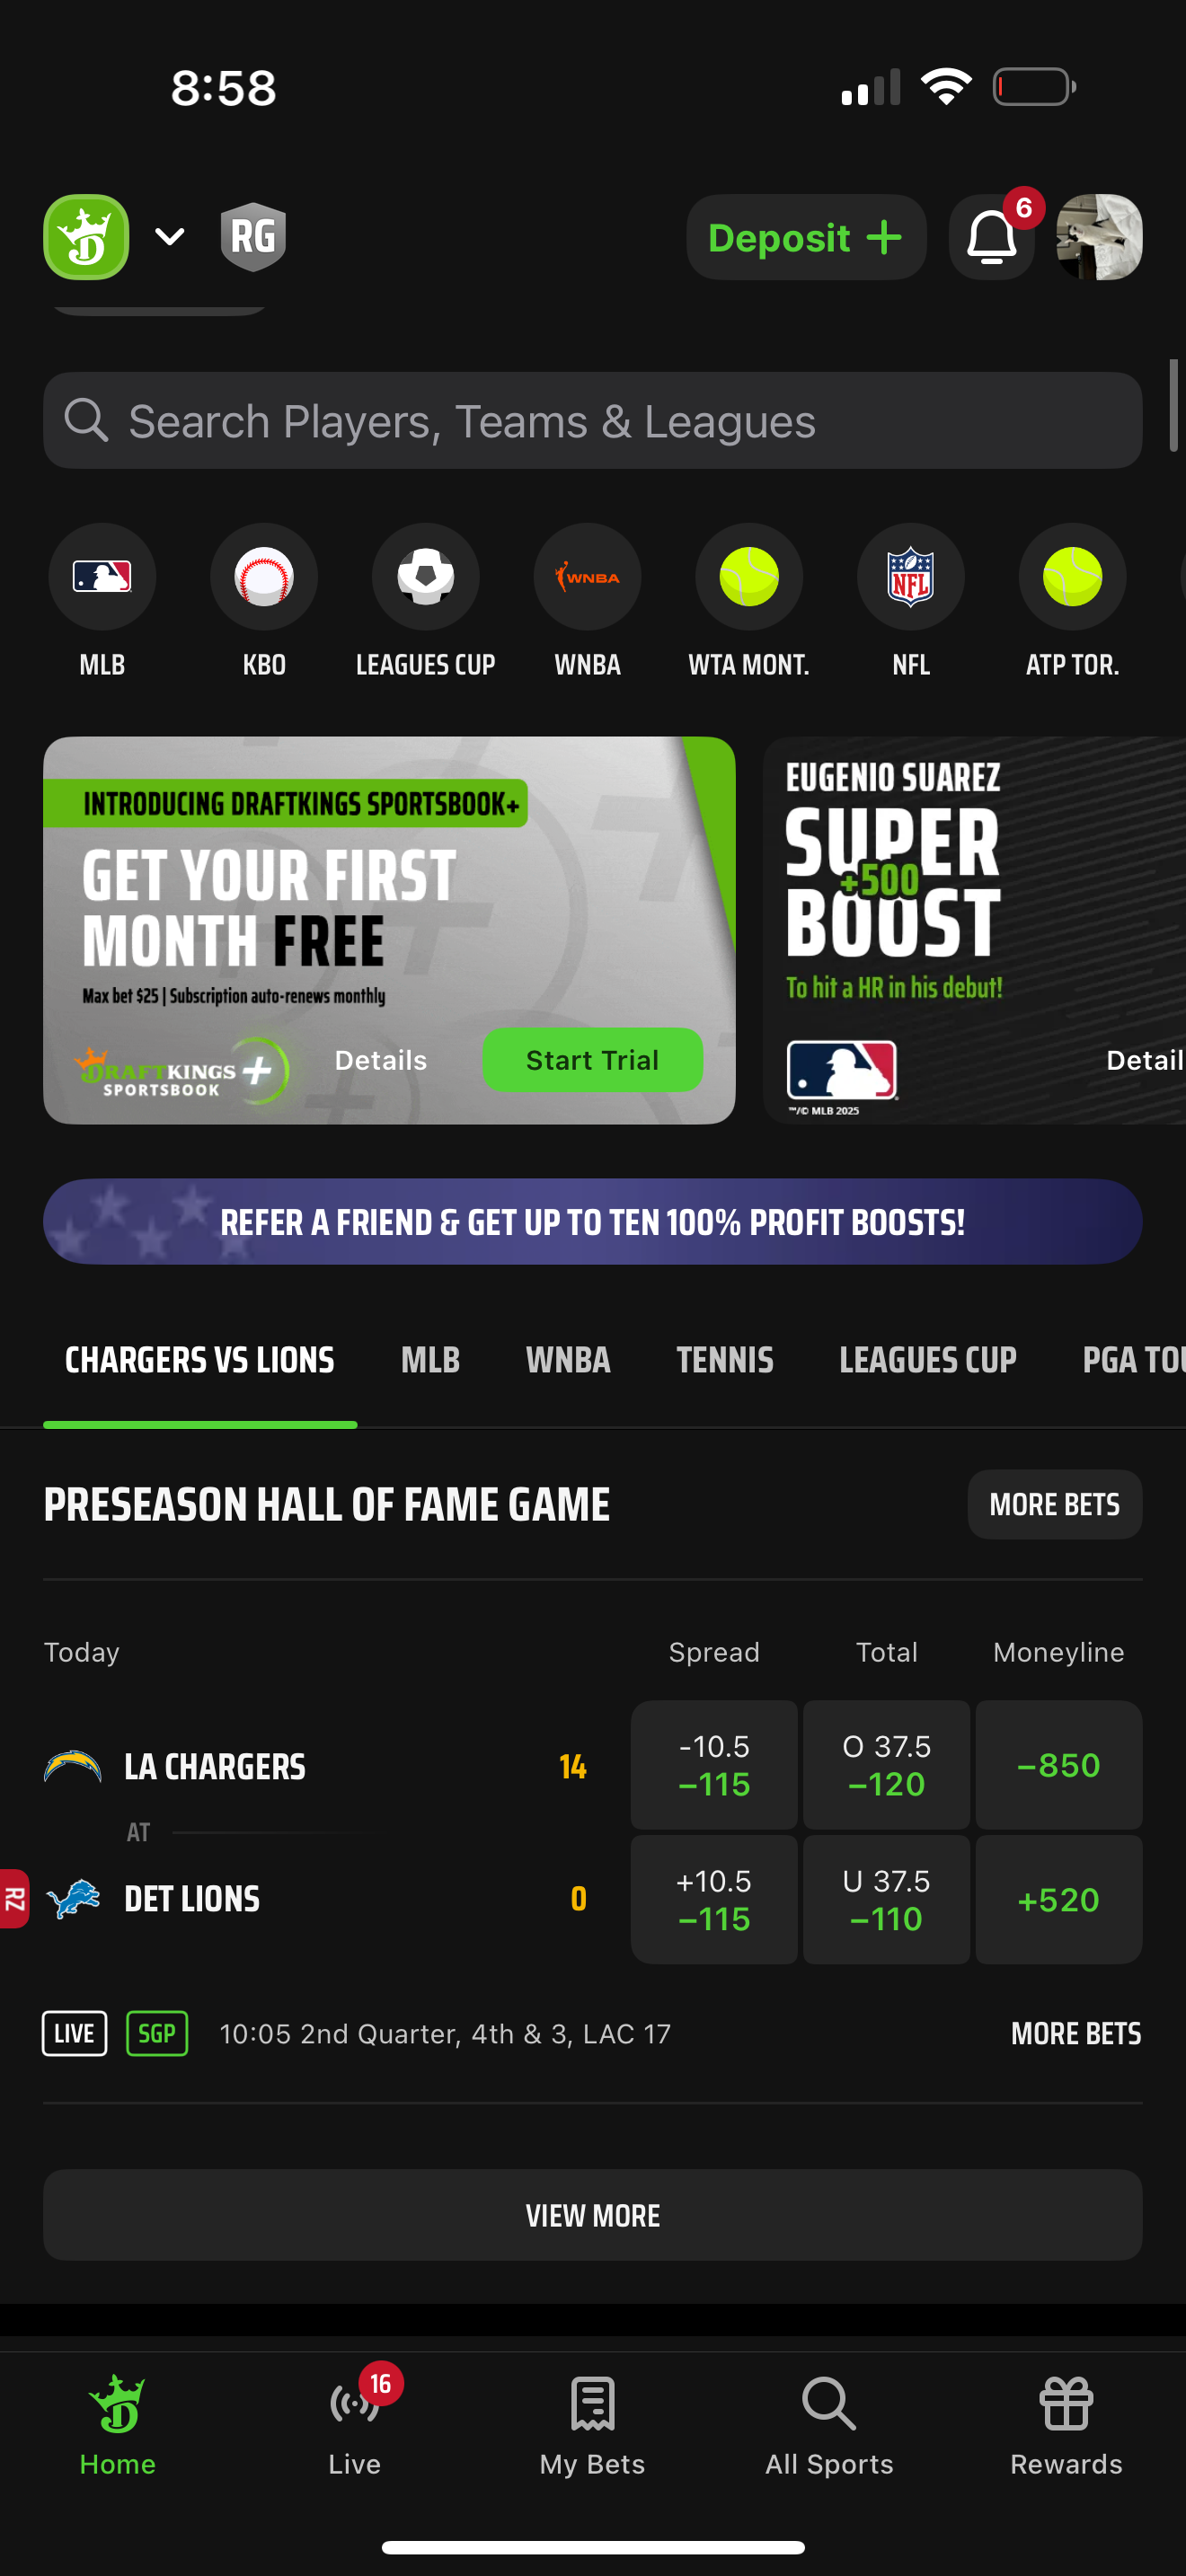 8:58
RG
Deposit +
6
Search Players, Teams & Leagues
WNBA
NFL
MLB
KBO
LEAGUES CUP
WNBA
WTA MONT.
NFL
ATP TOR.
INTRODUCING DRAFTKINGS SPORTSBOOK+
GET YOUR FIRST
MONTH FREE
Max bet $25 | Subscription auto-renews monthly
DRAFTKINGS
SPORTSBOOK
+
Details
Start Trial
EUGENIO SUAREZ
SUPER
+500
BOOST
To hit a HR in his debut!
™/© MLB 2025
Detail
REFER A FRIEND & GET UP TO TEN 100% PROFIT BOOSTS!
CHARGERS VS LIONS
MLB
WNBA
TENNIS
LEAGUES CUP
PGA TOU
PRESEASON HALL OF FAME GAME
MORE BETS
Today
Spread
Total
Moneyline
LA CHARGERS
14
-10.5
−115
O 37.5
−120
−850
AT
RZ
DET LIONS
0
+10.5
−115
U 37.5
−110
+520
LIVE
SGP
10:05 2nd Quarter, 4th & 3, LAC 17
MORE BETS
VIEW MORE
16
Home
Live
My Bets
All Sports
Rewards